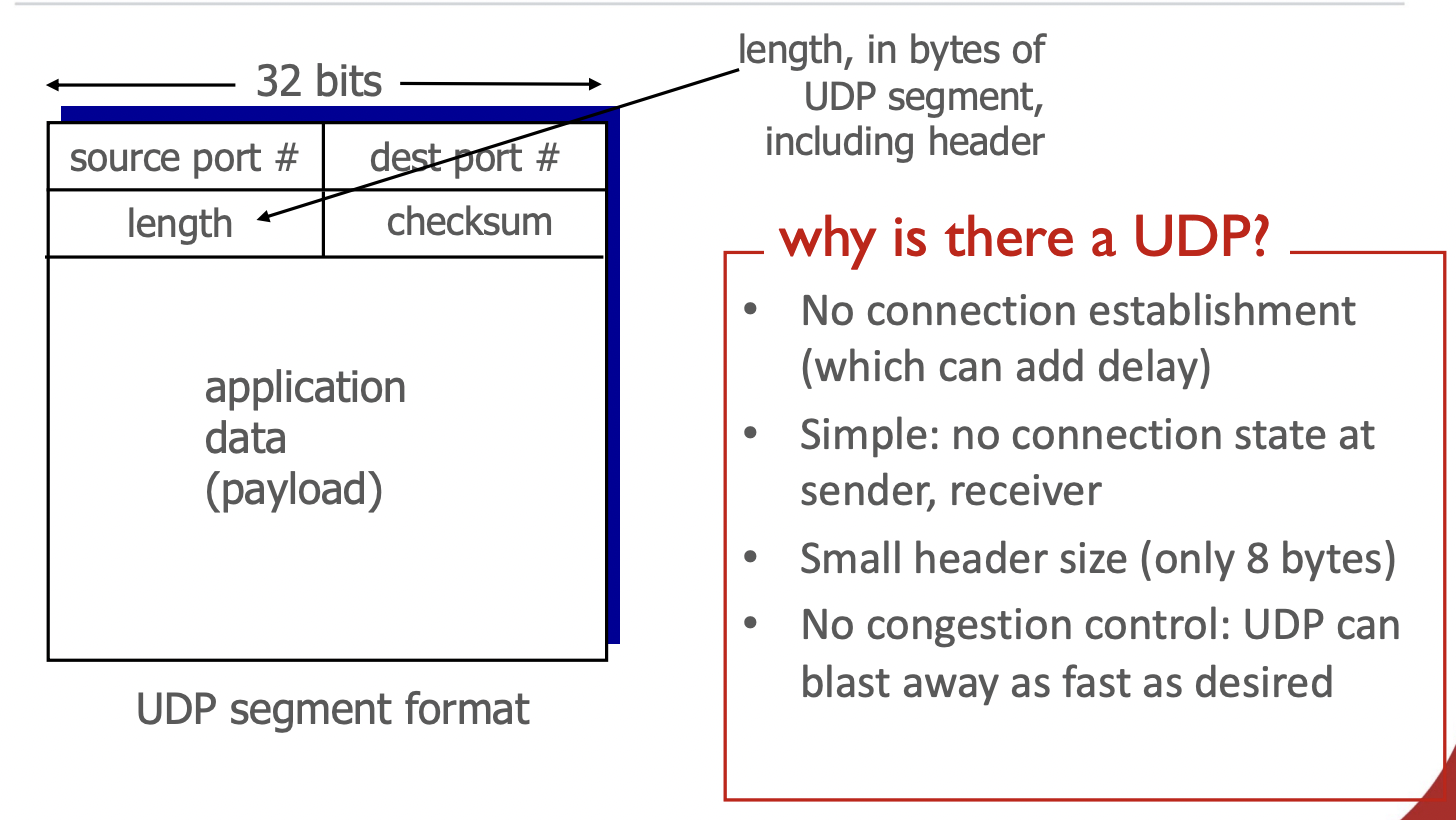 32 bits
source port #
dest port #
length
checksum
application
data
(payload)
UDP segment format
length, in bytes of
UDP segment,
including header
why is there a UDP?
• No connection establishment
(which can add delay)
• Simple: no connection state at
sender, receiver
• Small header size (only 8 bytes)
• No congestion control: UDP can
blast away as fast as desired